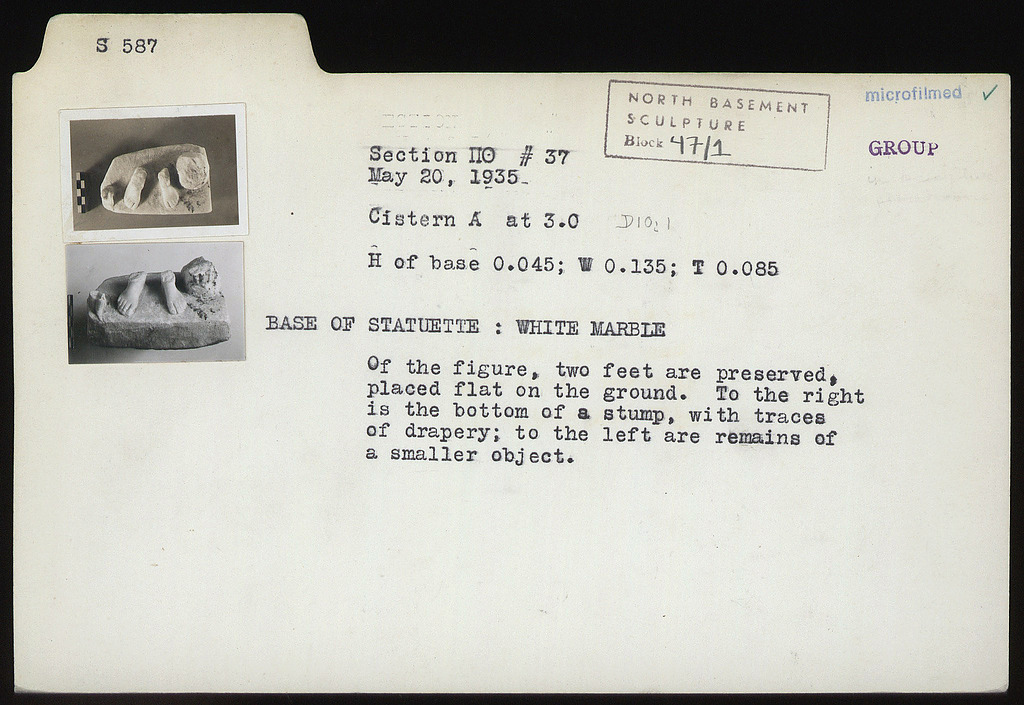 S 587
NORTH BASEMENT
SCULPTURE
Block 47/1
microfilmed ✓
GROUP
Section ΠΘ # 37
May 20, 1935.
Cistern A at 3.0 D10:1
H of base 0.045; W 0.135; T 0.085
BASE OF STATUETTE : WHITE MARBLE
Of the figure, two feet are preserved,
placed flat on the ground. To the right
is the bottom of a stump, with traces
of drapery; to the left are remains of
a smaller object.